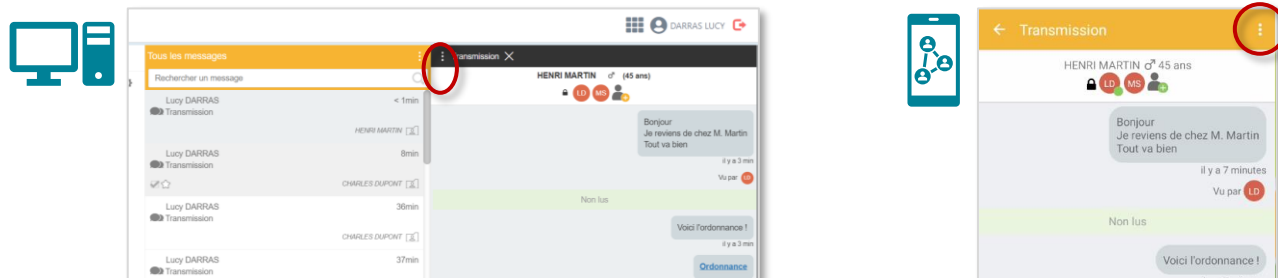 DARRAS LUCY
Tous les messages
Rechercher un message
Lucy DARRAS < 1min
Transmission
HENRI MARTIN
Lucy DARRAS 8min
Transmission
CHARLES DUPONT
Lucy DARRAS 36min
Transmission
CHARLES DUPONT
Lucy DARRAS 37min
Transmission
Transmission
HENRI MARTIN ♂ (45 ans)
LD MS
Bonjour
Je reviens de chez M. Martin
Tout va bien
il y a 3 min
Vu par LD
Non lus
Voici l'ordonnance !
il y a 3 min
Ordonnance
Transmission
HENRI MARTIN ♂ 45 ans
LD MS
Bonjour
Je reviens de chez M. Martin
Tout va bien
il y a 7 minutes
Vu par LD
Non lus
Voici l'ordonnance !